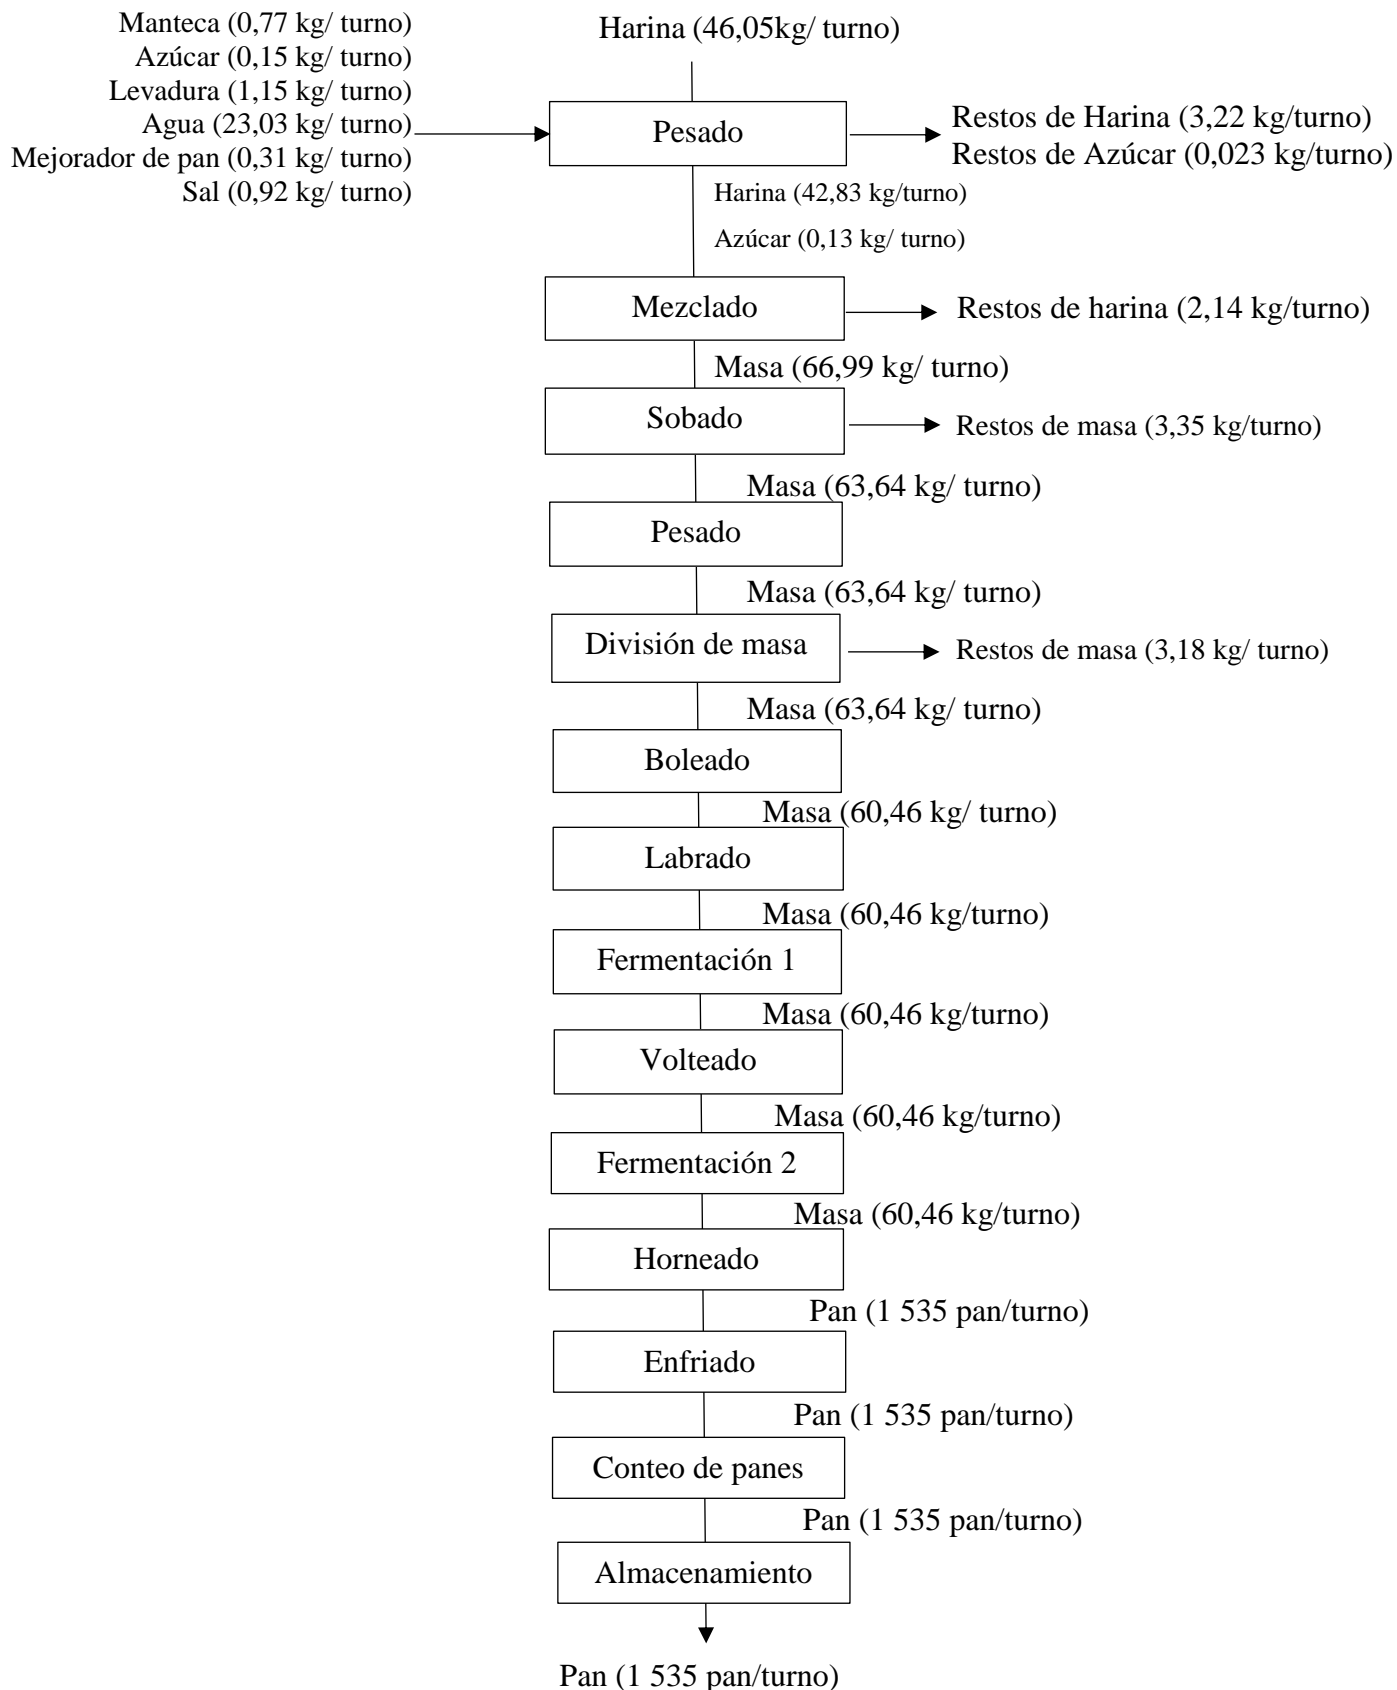 Manteca (0,77 kg/ turno)
Azúcar (0,15 kg/ turno)
Levadura (1,15 kg/ turno)
Agua (23,03 kg/ turno)
Mejorador de pan (0,31 kg/ turno)
Sal (0,92 kg/ turno)
Harina (46,05kg/ turno)
Pesado
Restos de Harina (3,22 kg/turno)
Restos de Azúcar (0,023 kg/turno)
Harina (42,83 kg/turno)
Azúcar (0,13 kg/ turno)
Mezclado
Restos de harina (2,14 kg/turno)
Masa (66,99 kg/ turno)
Sobado
Restos de masa (3,35 kg/turno)
Masa (63,64 kg/ turno)
Pesado
Masa (63,64 kg/ turno)
División de masa
Restos de masa (3,18 kg/ turno)
Masa (63,64 kg/ turno)
Boleado
Masa (60,46 kg/ turno)
Labrado
Masa (60,46 kg/turno)
Fermentación 1
Masa (60,46 kg/turno)
Volteado
Masa (60,46 kg/turno)
Fermentación 2
Masa (60,46 kg/turno)
Horneado
Pan (1 535 pan/turno)
Enfriado
Pan (1 535 pan/turno)
Conteo de panes
Pan (1 535 pan/turno)
Almacenamiento
Pan (1 535 pan/turno)